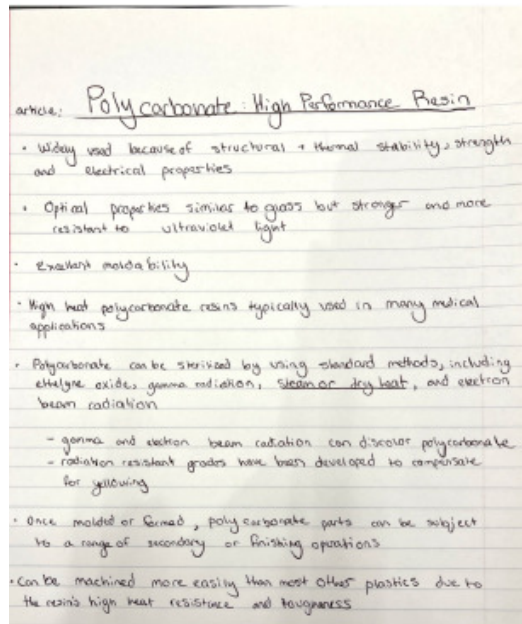 article: Polycarbonate: High Performance Resin
• Widely used because of structural + thermal stability, strength
and electrical properties
• Optical properties similar to glass but stronger and more
resistant to ultraviolet light
• Excellant moldability
• High heat polycarbonate resins typically used in many medical
applications
• Polycarbonate can be sterilized by using standard methods, including
ethelyne oxide, gamma radiation, steam or dry heat, and electron
beam radiation
- gamma and electron beam radiation can discolor polycarbonate
- radiation resistant grades have been developed to compensate
for yellowing
• Once molded or formed, polycarbonate parts can be subject
to a range of secondary or finishing operations
• Can be machined more easily than most other plastics due to
the resin's high heat resistance and toughness